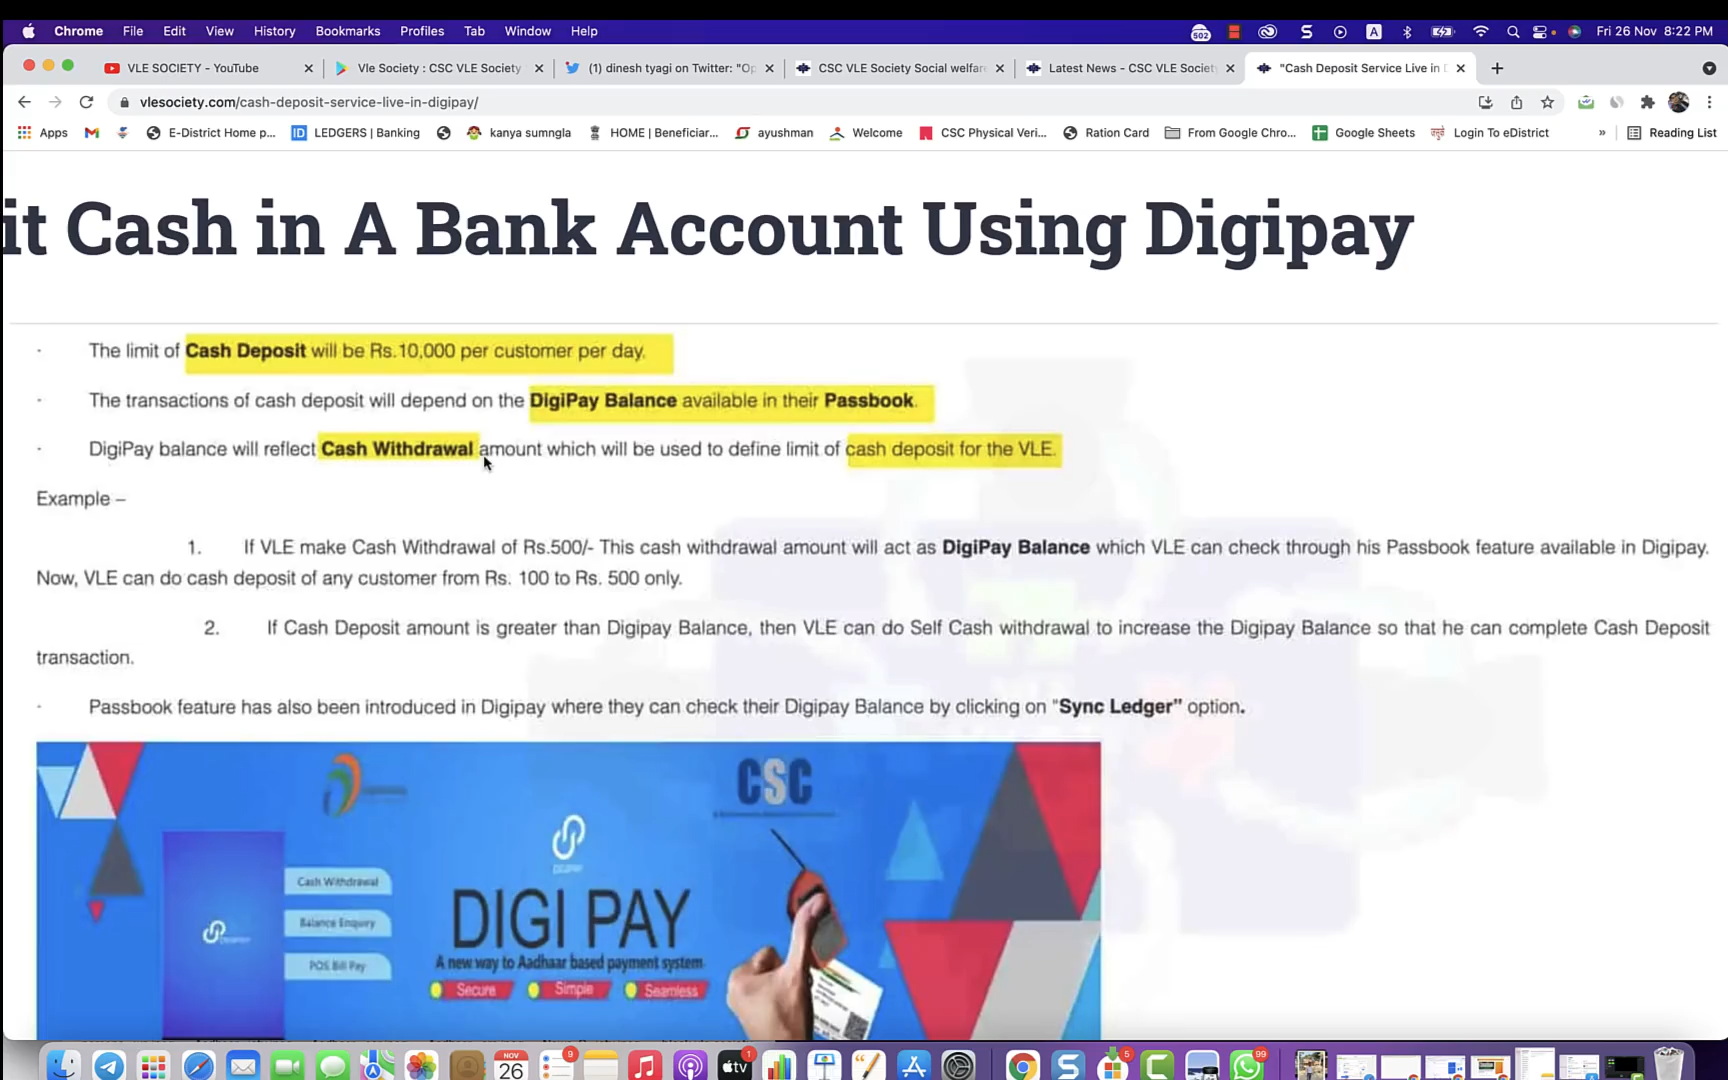 Chrome File Edit View History Bookmarks Profiles Tab Window Help 502 A Fri 26 Nov 8:22 PM
VLE SOCIETY - YouTube Vle Society : CSC VLE Society (1) dinesh tyagi on Twitter: "Op CSC VLE Society Social welfare Latest News - CSC VLE Society "Cash Deposit Service Live in D
vlesociety.com/cash-deposit-service-live-in-digipay/
Apps E-District Home p... ID LEDGERS | Banking kanya sumngla HOME | Beneficiar... ayushman Welcome CSC Physical Veri... Ration Card From Google Chro... Google Sheets Login To eDistrict » Reading List
it Cash in A Bank Account Using Digipay
· The limit of Cash Deposit will be Rs.10,000 per customer per day.
· The transactions of cash deposit will depend on the DigiPay Balance available in their Passbook.
· DigiPay balance will reflect Cash Withdrawal amount which will be used to define limit of cash deposit for the VLE.
Example –
1. If VLE make Cash Withdrawal of Rs.500/- This cash withdrawal amount will act as DigiPay Balance which VLE can check through his Passbook feature available in Digipay.
Now, VLE can do cash deposit of any customer from Rs. 100 to Rs. 500 only.
2. If Cash Deposit amount is greater than Digipay Balance, then VLE can do Self Cash withdrawal to increase the Digipay Balance so that he can complete Cash Deposit
transaction.
· Passbook feature has also been introduced in Digipay where they can check their Digipay Balance by clicking on "Sync Ledger" option.
CSC
Cash Withdrawal
Balance Enquiry
POS Bill Pay
DIGI PAY
A new way to Aadhaar based payment system
Secure Simple Seamless
NOV
26 9 tv 1 S 5 C 99